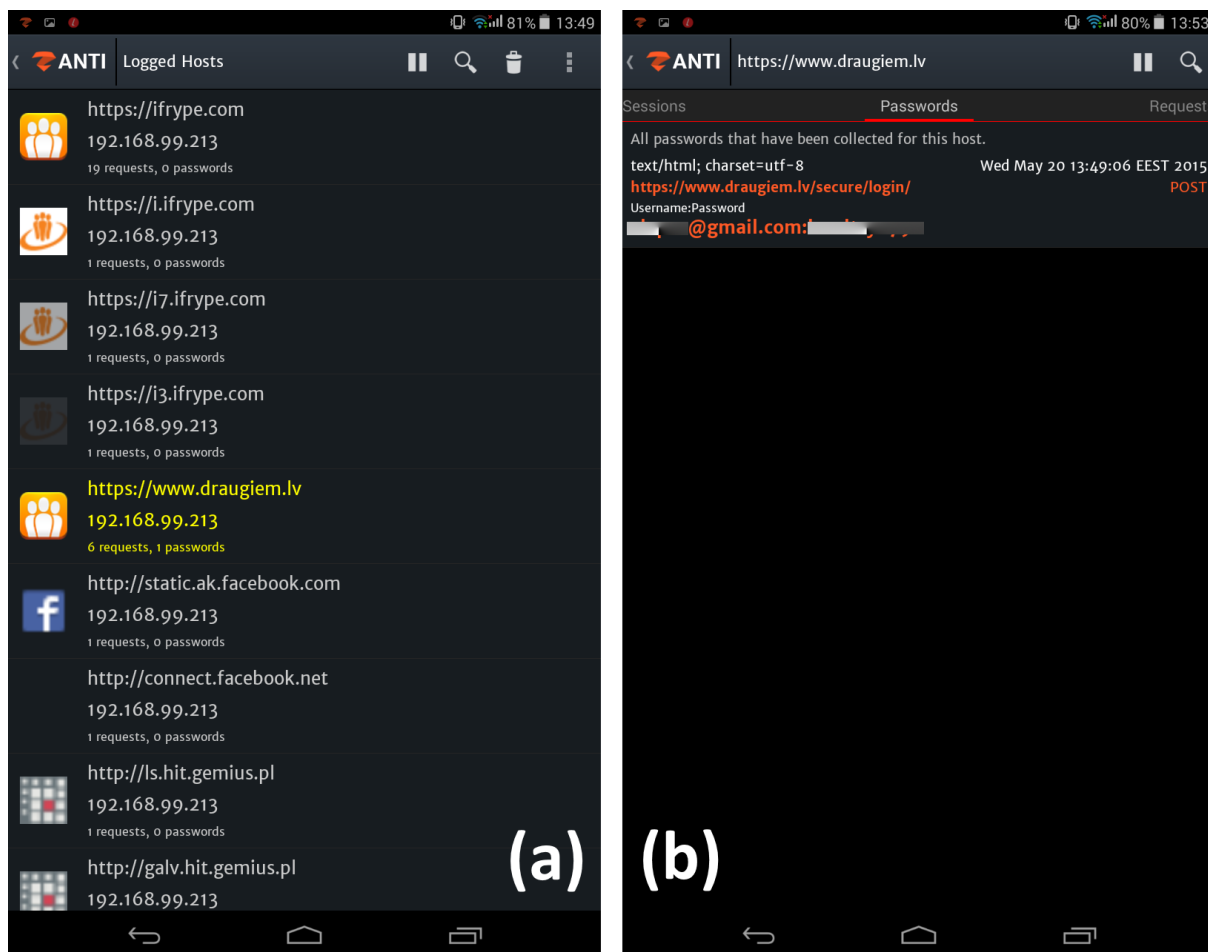 81% 13:49
ANTI Logged Hosts
https://ifrype.com
192.168.99.213
19 requests, 0 passwords
https://i.ifrype.com
192.168.99.213
1 requests, 0 passwords
https://i7.ifrype.com
192.168.99.213
1 requests, 0 passwords
https://i3.ifrype.com
192.168.99.213
1 requests, 0 passwords
https://www.draugiem.lv
192.168.99.213
6 requests, 1 passwords
http://static.ak.facebook.com
192.168.99.213
1 requests, 0 passwords
http://connect.facebook.net
192.168.99.213
1 requests, 0 passwords
http://ls.hit.gemius.pl
192.168.99.213
1 requests, 0 passwords
http://galv.hit.gemius.pl
192.168.99.213
(a)
80% 13:53
ANTI https://www.draugiem.lv
Sessions Passwords Request
All passwords that have been collected for this host.
text/html; charset=utf-8 Wed May 20 13:49:06 EEST 2015
https://www.draugiem.lv/secure/login/ POST
Username:Password
@gmail.com:
(b)